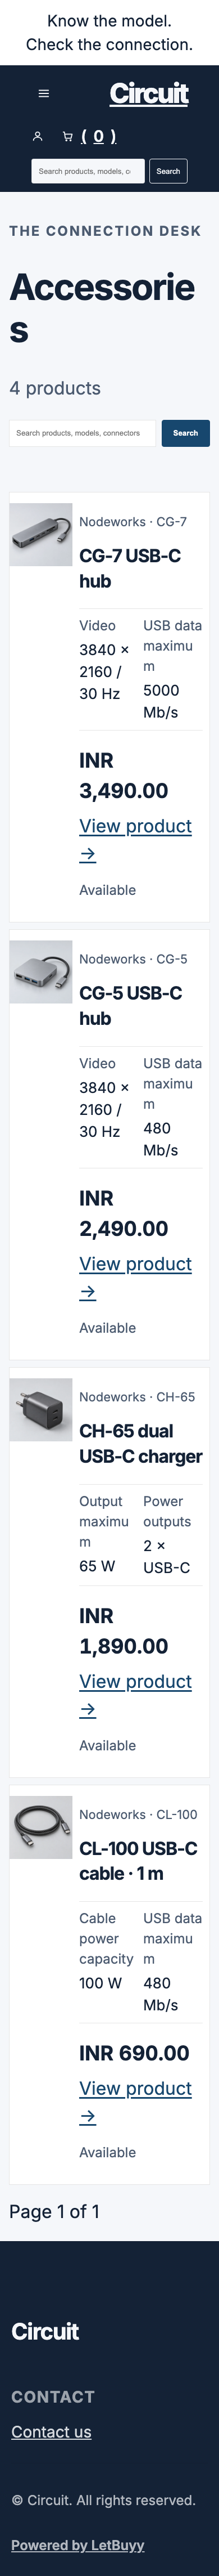 Know the model.
Check the connection.
Circuit
( 0 )
Search products, models, c
Search
THE CONNECTION DESK
Accessorie
s
4 products
Search products, models, connectors
Search
Nodeworks · CG-7
CG-7 USB-C
hub
Video
3840 ×
2160 /
30 Hz
USB data
maximu
m
5000
Mb/s
INR
3,490.00
View product
→
Available
Nodeworks · CG-5
CG-5 USB-C
hub
Video
3840 ×
2160 /
30 Hz
USB data
maximu
m
480
Mb/s
INR
2,490.00
View product
→
Available
Nodeworks · CH-65
CH-65 dual
USB-C charger
Output
maximu
m
65 W
Power
outputs
2 ×
USB-C
INR
1,890.00
View product
→
Available
Nodeworks · CL-100
CL-100 USB-C
cable · 1 m
Cable
power
capacity
100 W
USB data
maximu
m
480
Mb/s
INR 690.00
View product
→
Available
Page 1 of 1
Circuit
CONTACT
Contact us
© Circuit. All rights reserved.
Powered by LetBuyy